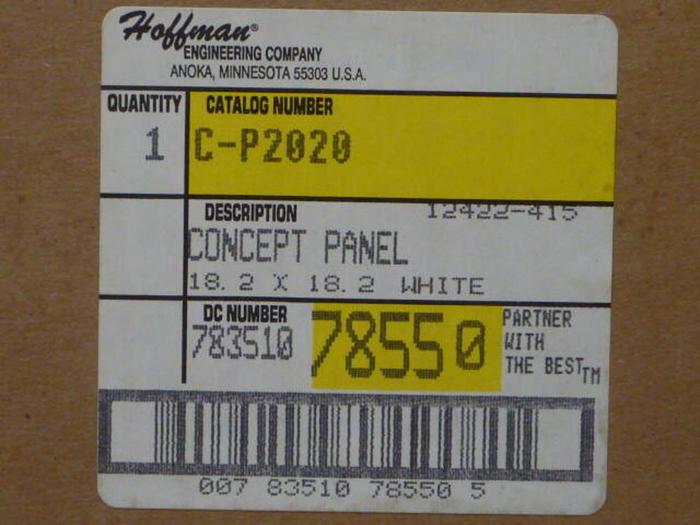 Hoffman®
ENGINEERING COMPANY
ANOKA, MINNESOTA 55303 U.S.A.
QUANTITY CATALOG NUMBER
1 C-P2020
DESCRIPTION 12422-415
CONCEPT PANEL
18.2 X 18.2 WHITE
DC NUMBER
783510 78550
PARTNER
WITH
THE BEST TM
007 83510 78550 5